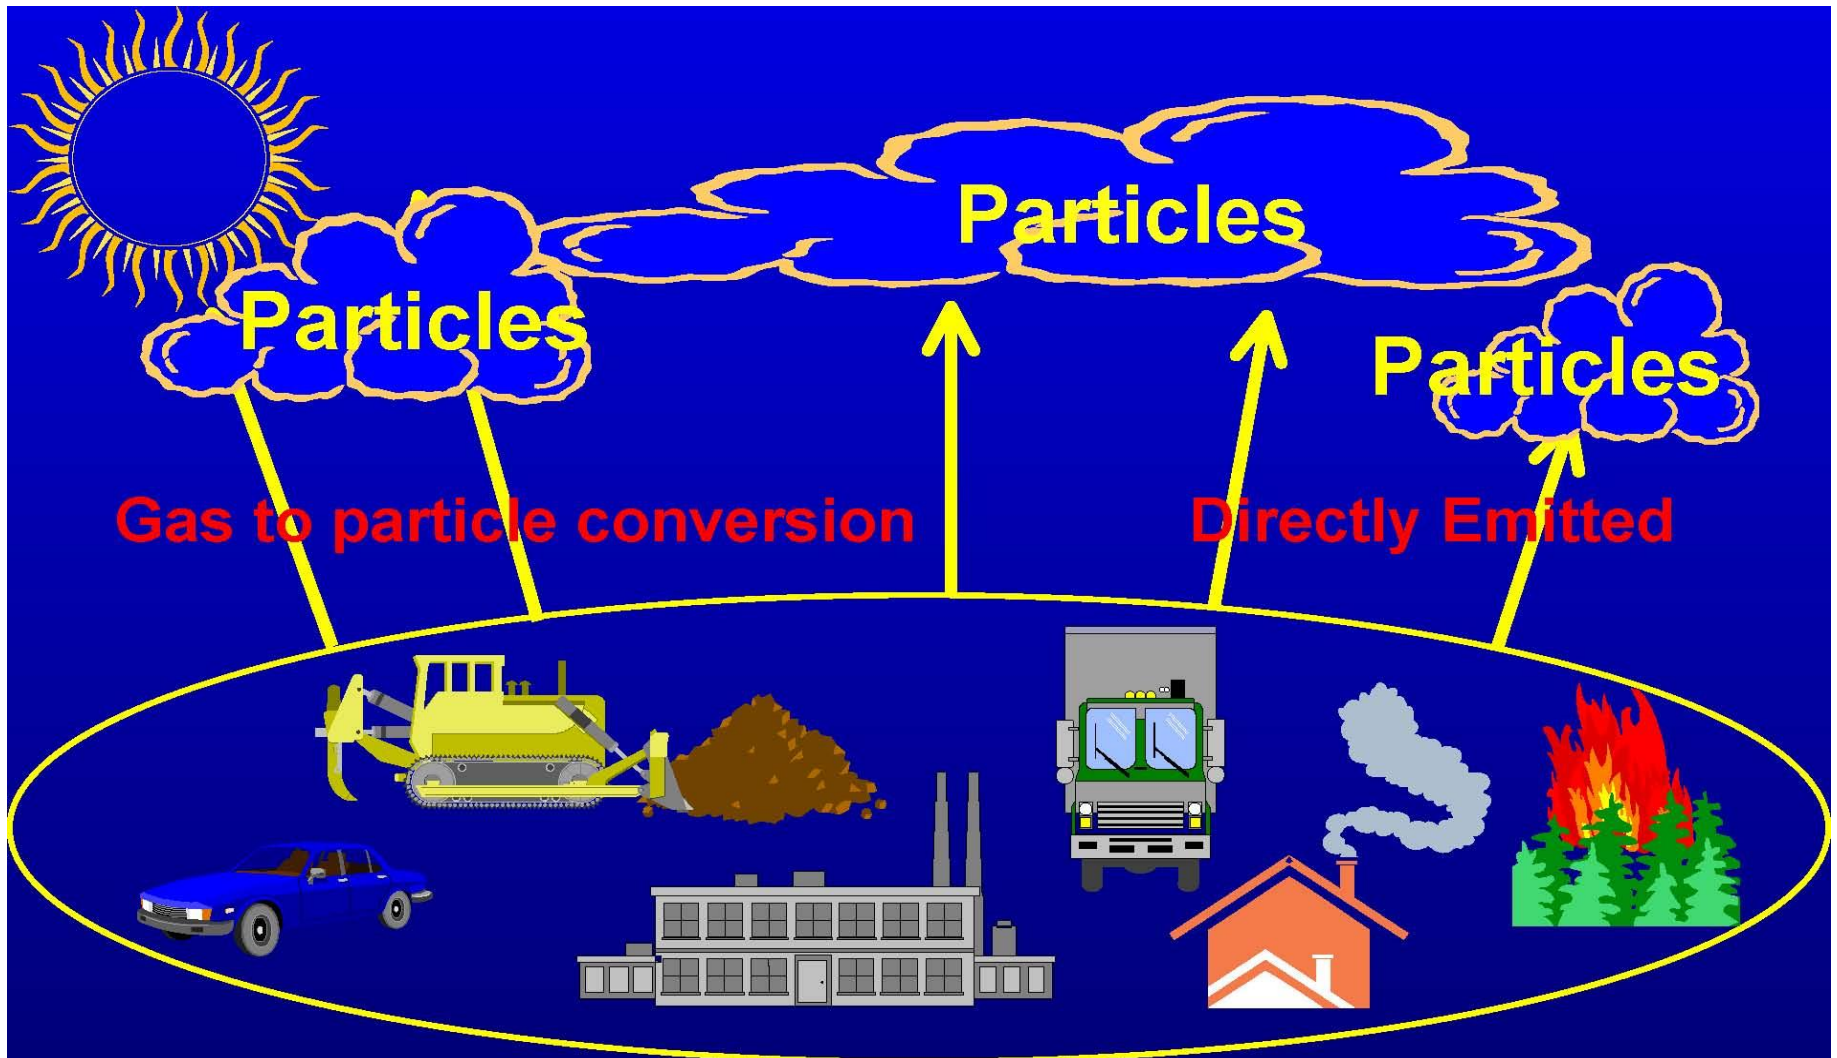 Particles
Particles
Particles
Gas to particle conversion
Directly Emitted